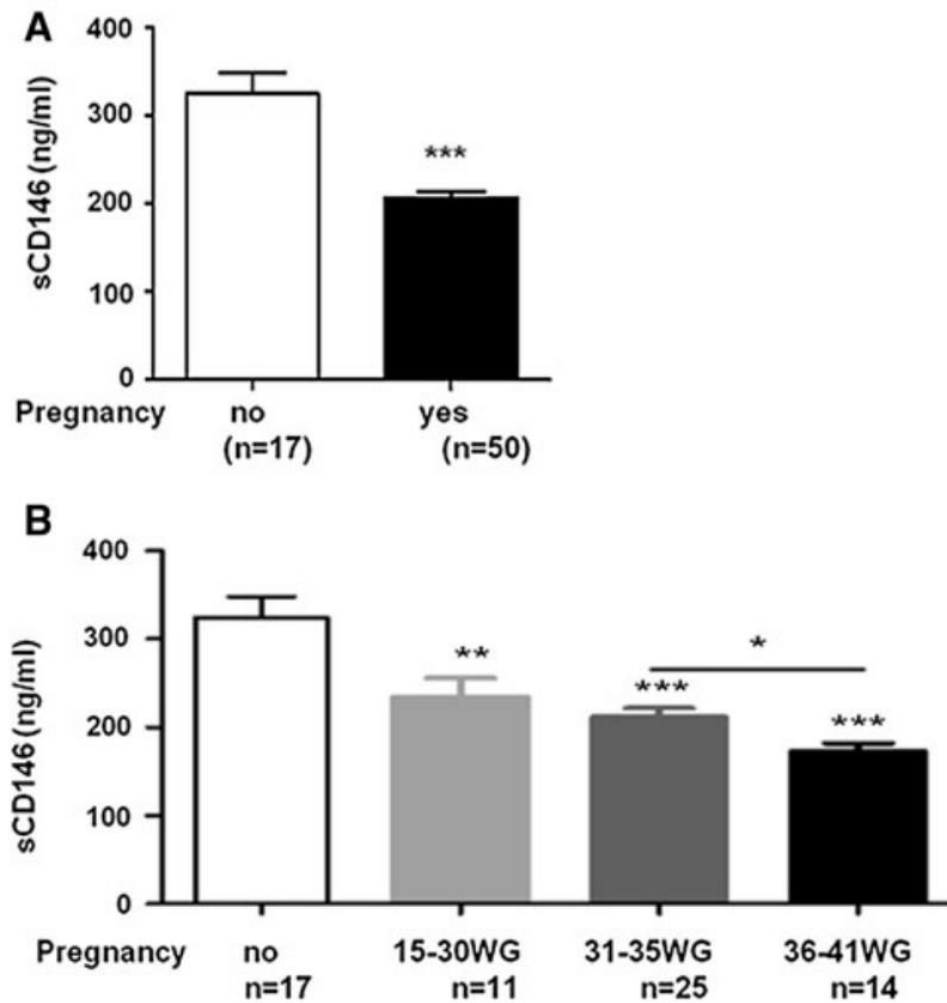 A
400
300
200
100
0
sCD146 (ng/ml)
***
Pregnancy no yes
(n=17) (n=50)
B
400
300
200
100
0
sCD146 (ng/ml)
**
***
*
***
Pregnancy no 15-30WG 31-35WG 36-41WG
n=17 n=11 n=25 n=14